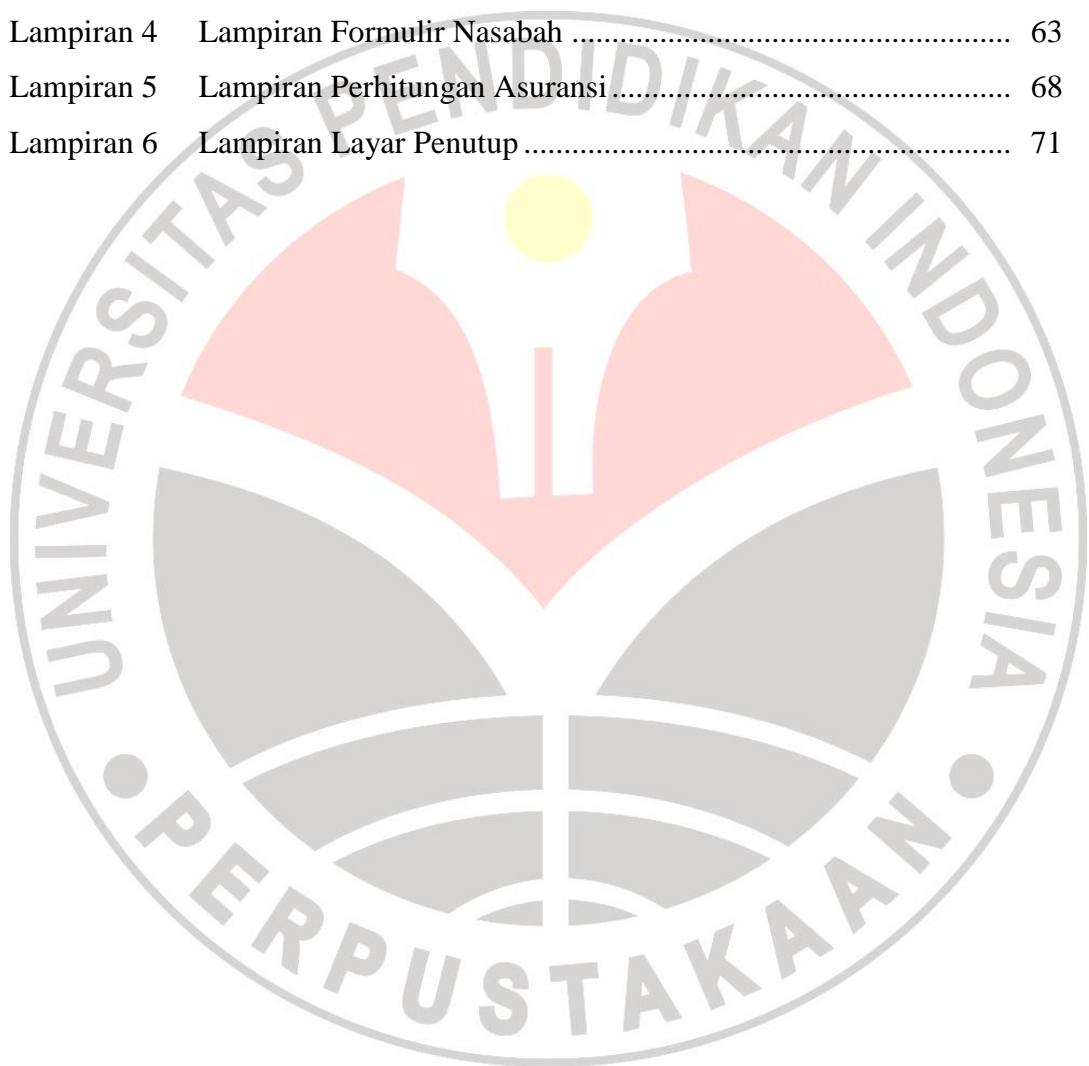 Lampiran 4 Lampiran Formulir Nasabah ....................................................... 63
Lampiran 5 Lampiran Perhitungan Asuransi .................................................. 68
Lampiran 6 Lampiran Layar Penutup ............................................................. 71
UNIVERSITAS PENDIDIKAN INDONESIA
PERPUSTAKAAN